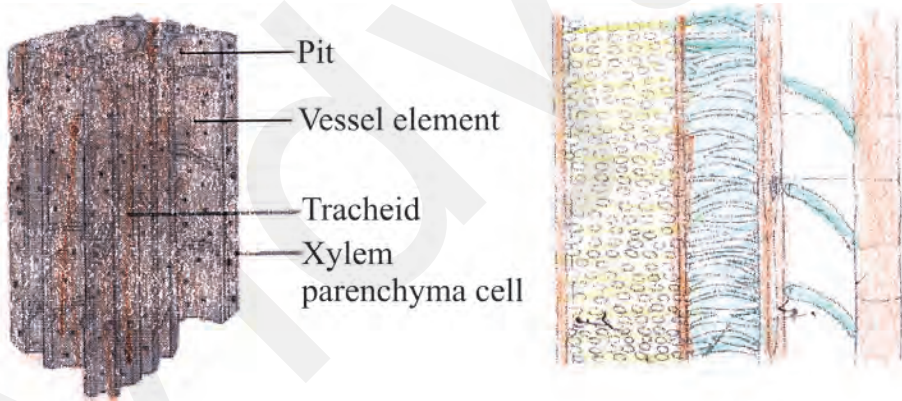 Pit
Vessel element
Tracheid
Xylem
parenchyma cell